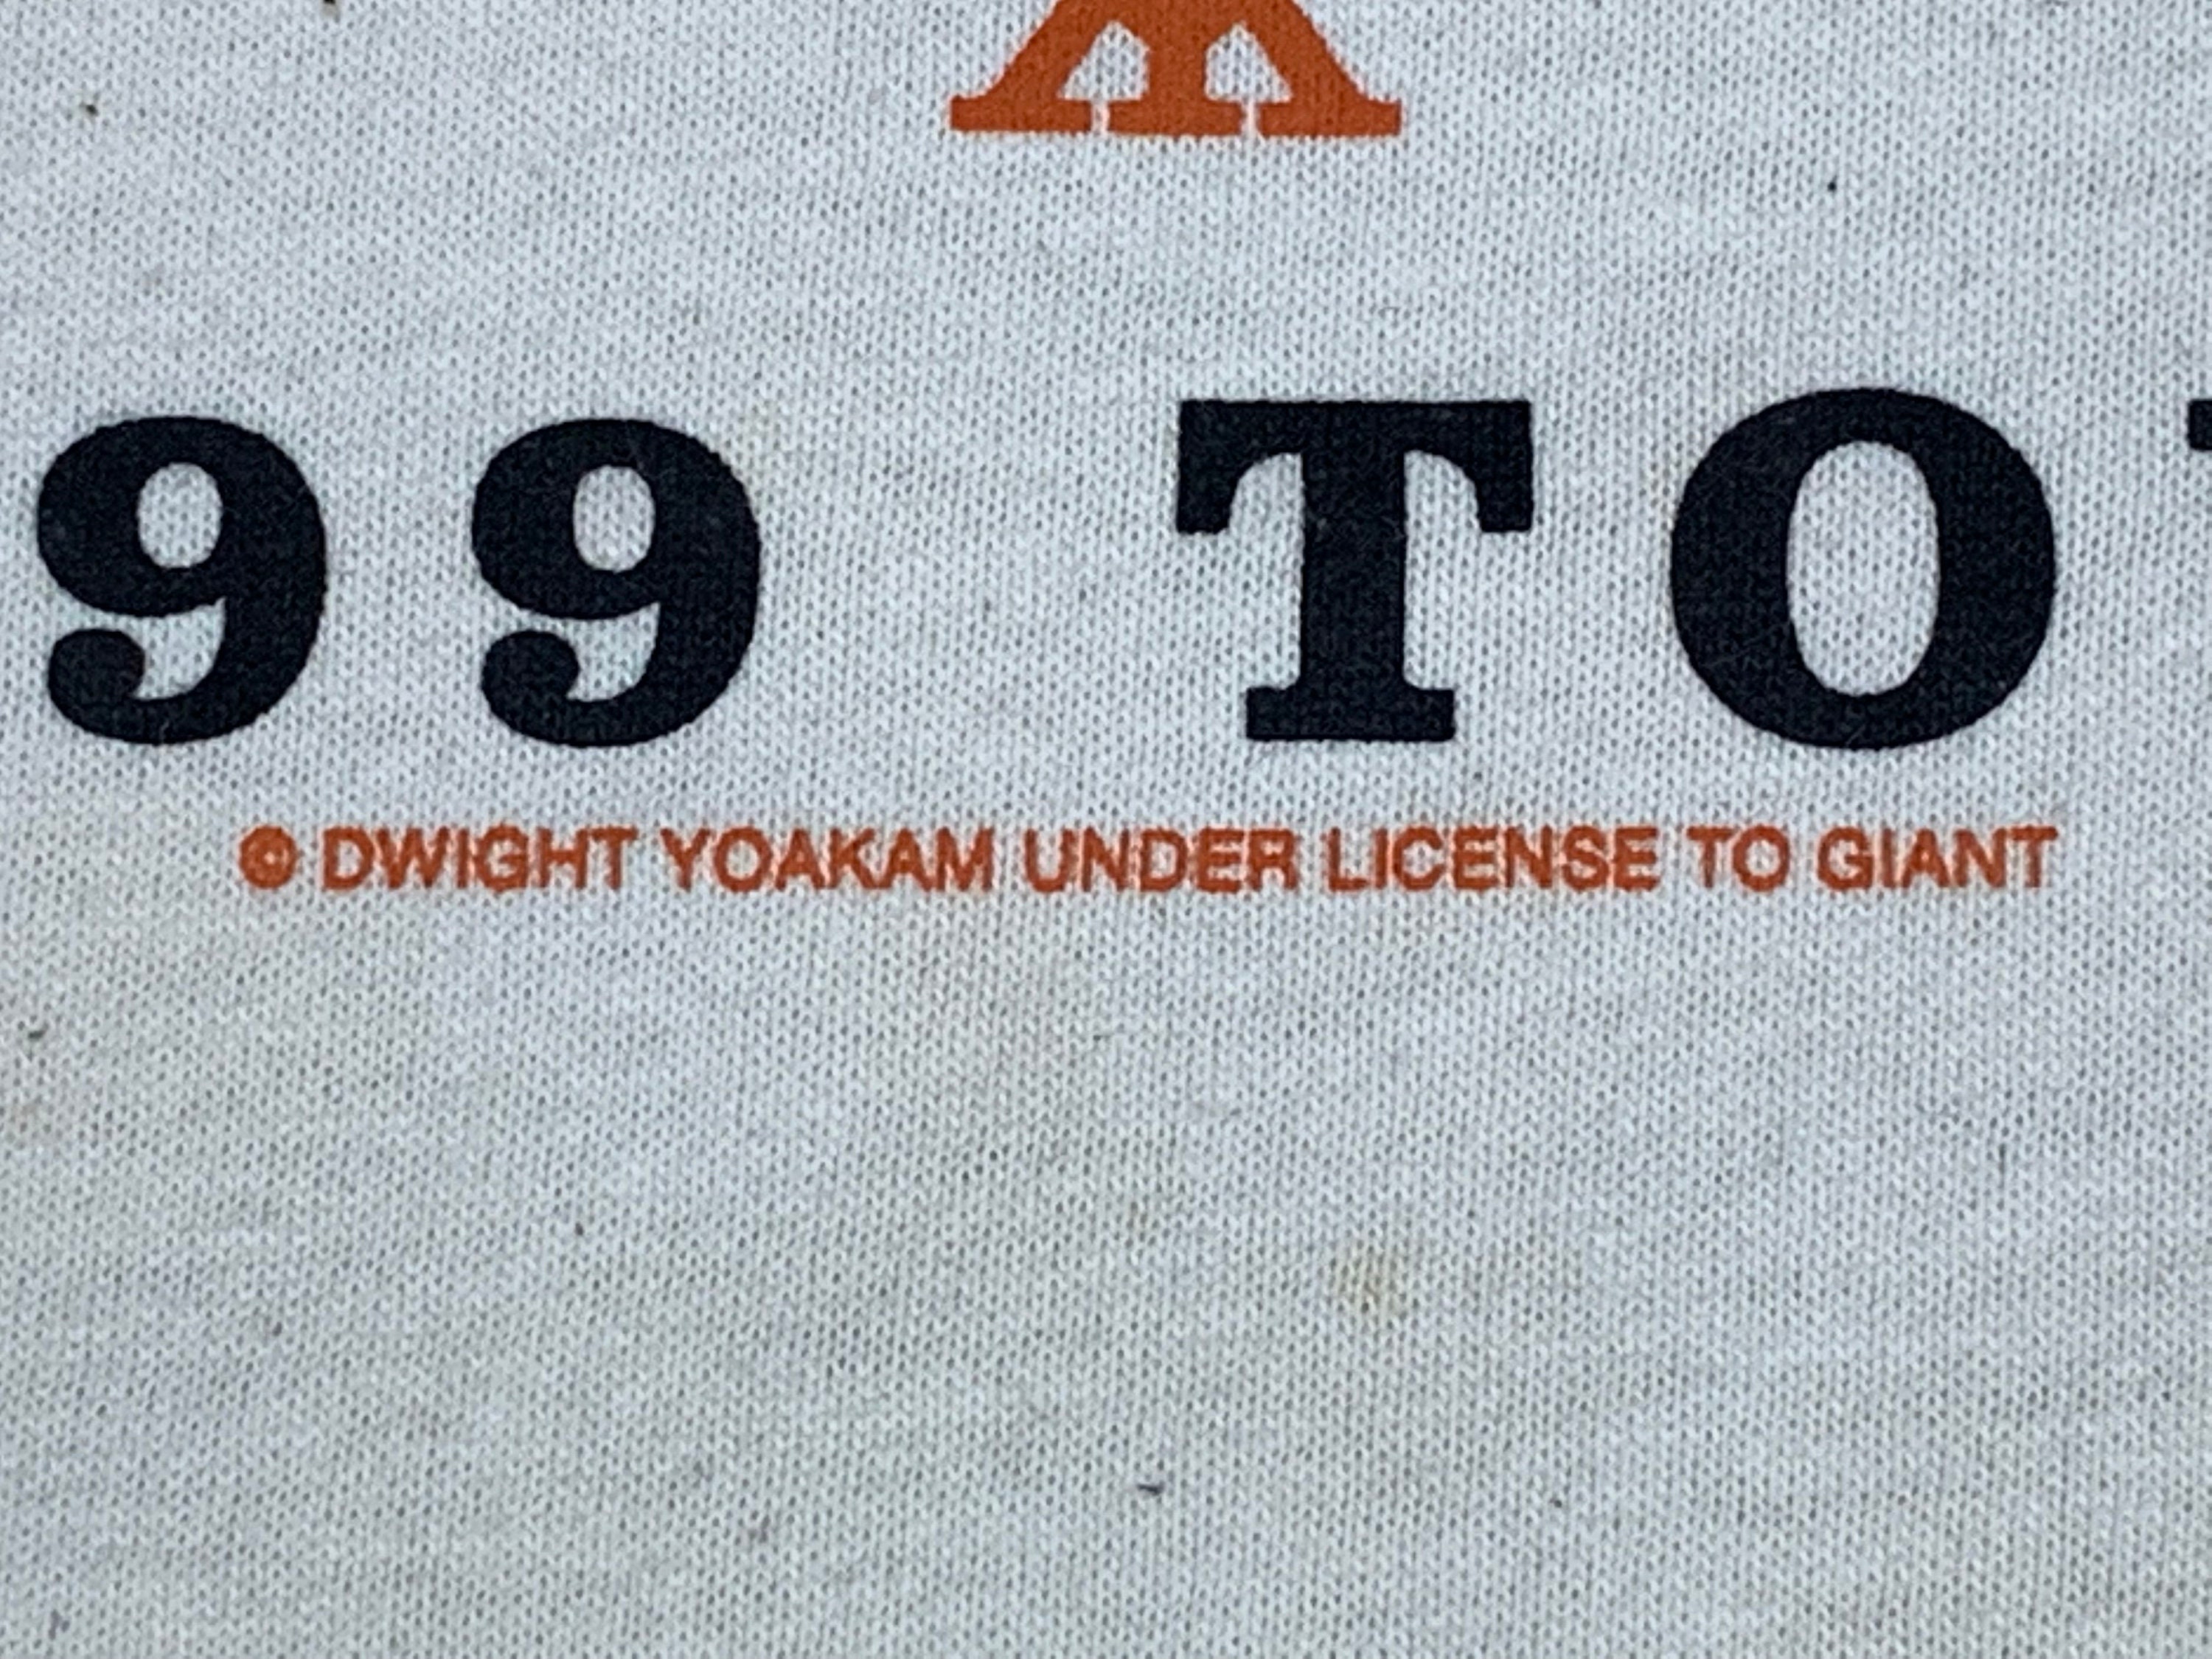 99 TO
© DWIGHT YOAKAM UNDER LICENSE TO GIANT